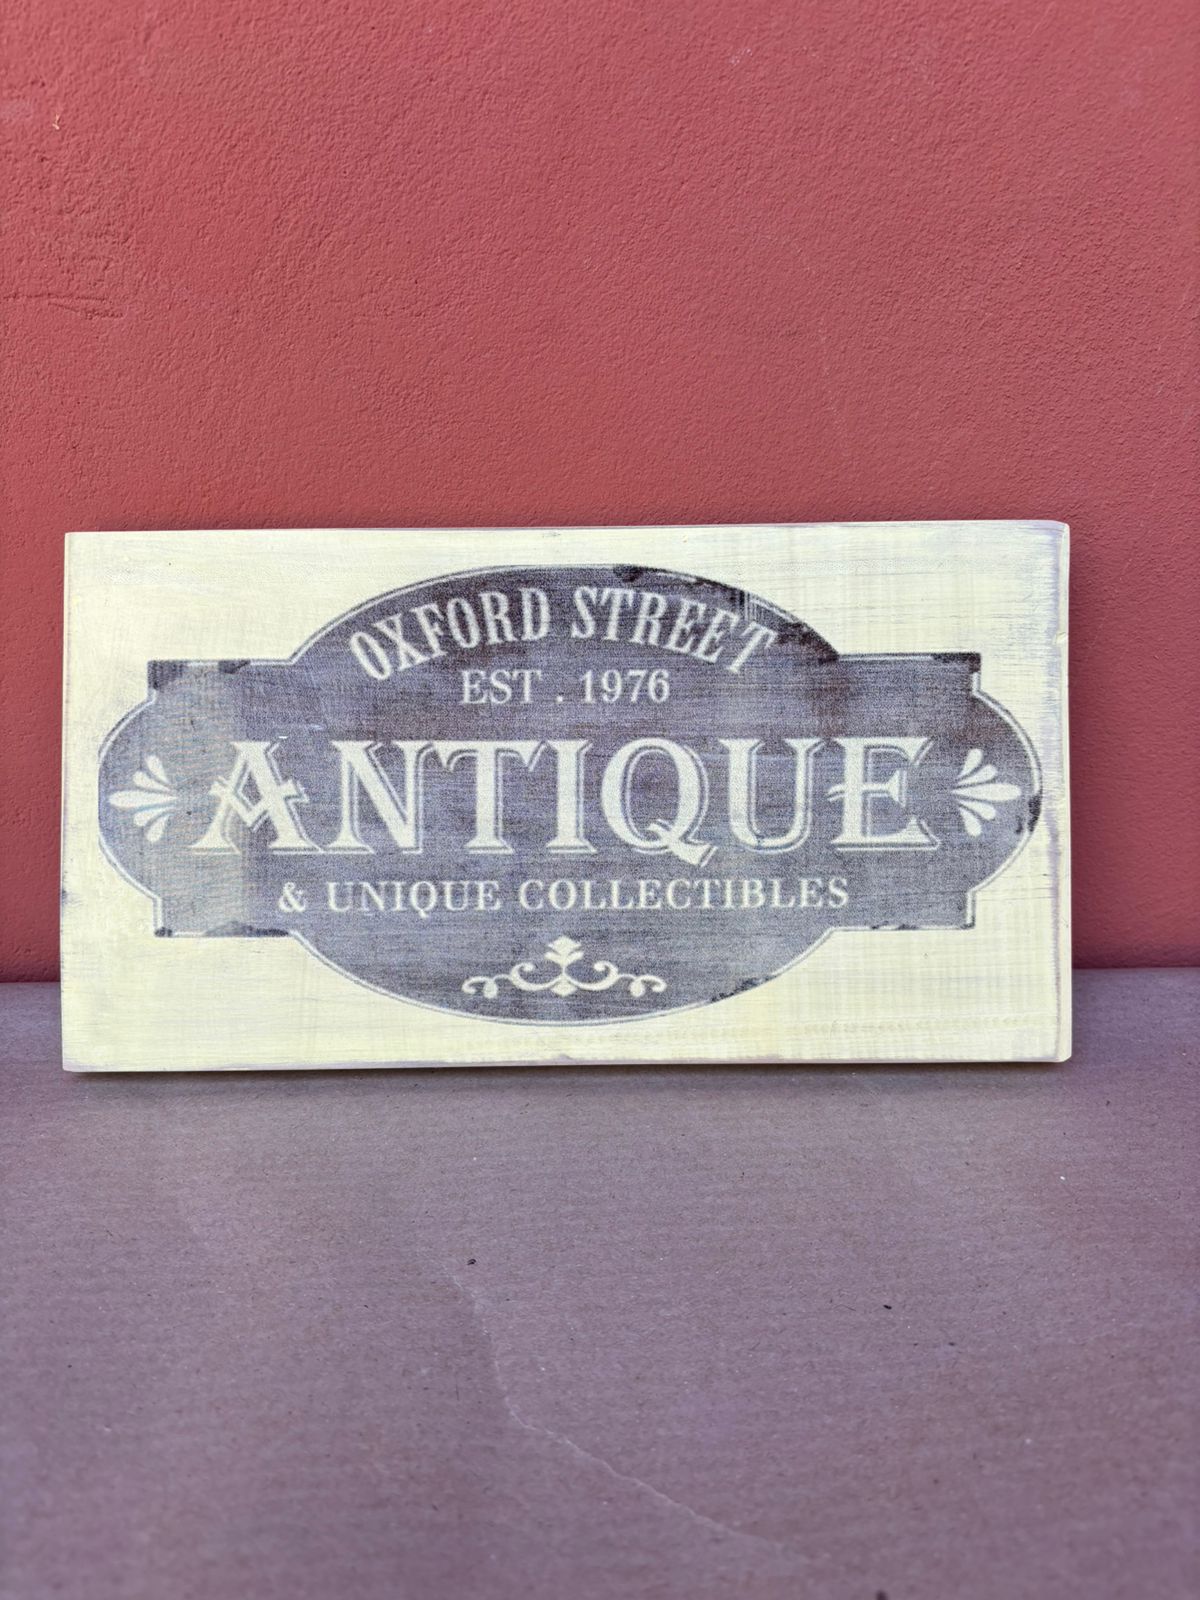 OXFORD STREET
EST . 1976
ANTIQUE
& UNIQUE COLLECTIBLES